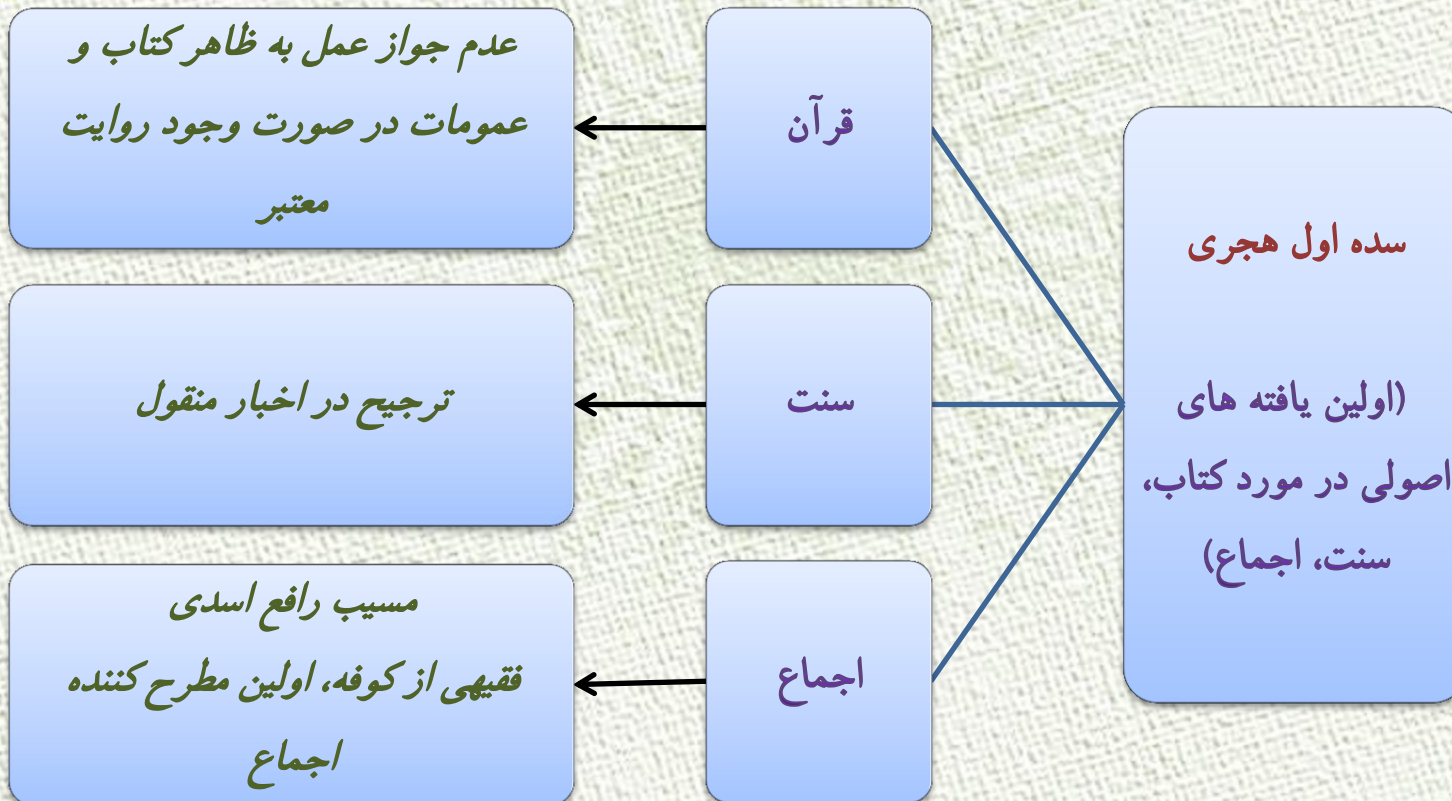 سده اول هجری
(اولین یافته های
اصولی در مورد کتاب،
سنت، اجماع)
قرآن
عدم جواز عمل به ظاهر کتاب و
عمومات در صورت وجود روایت
معتبر
سنت
ترجیح در اخبار منقول
اجماع
مسیب رافع اسدی
فقیهی از کوفه، اولین مطرح کننده
اجماع